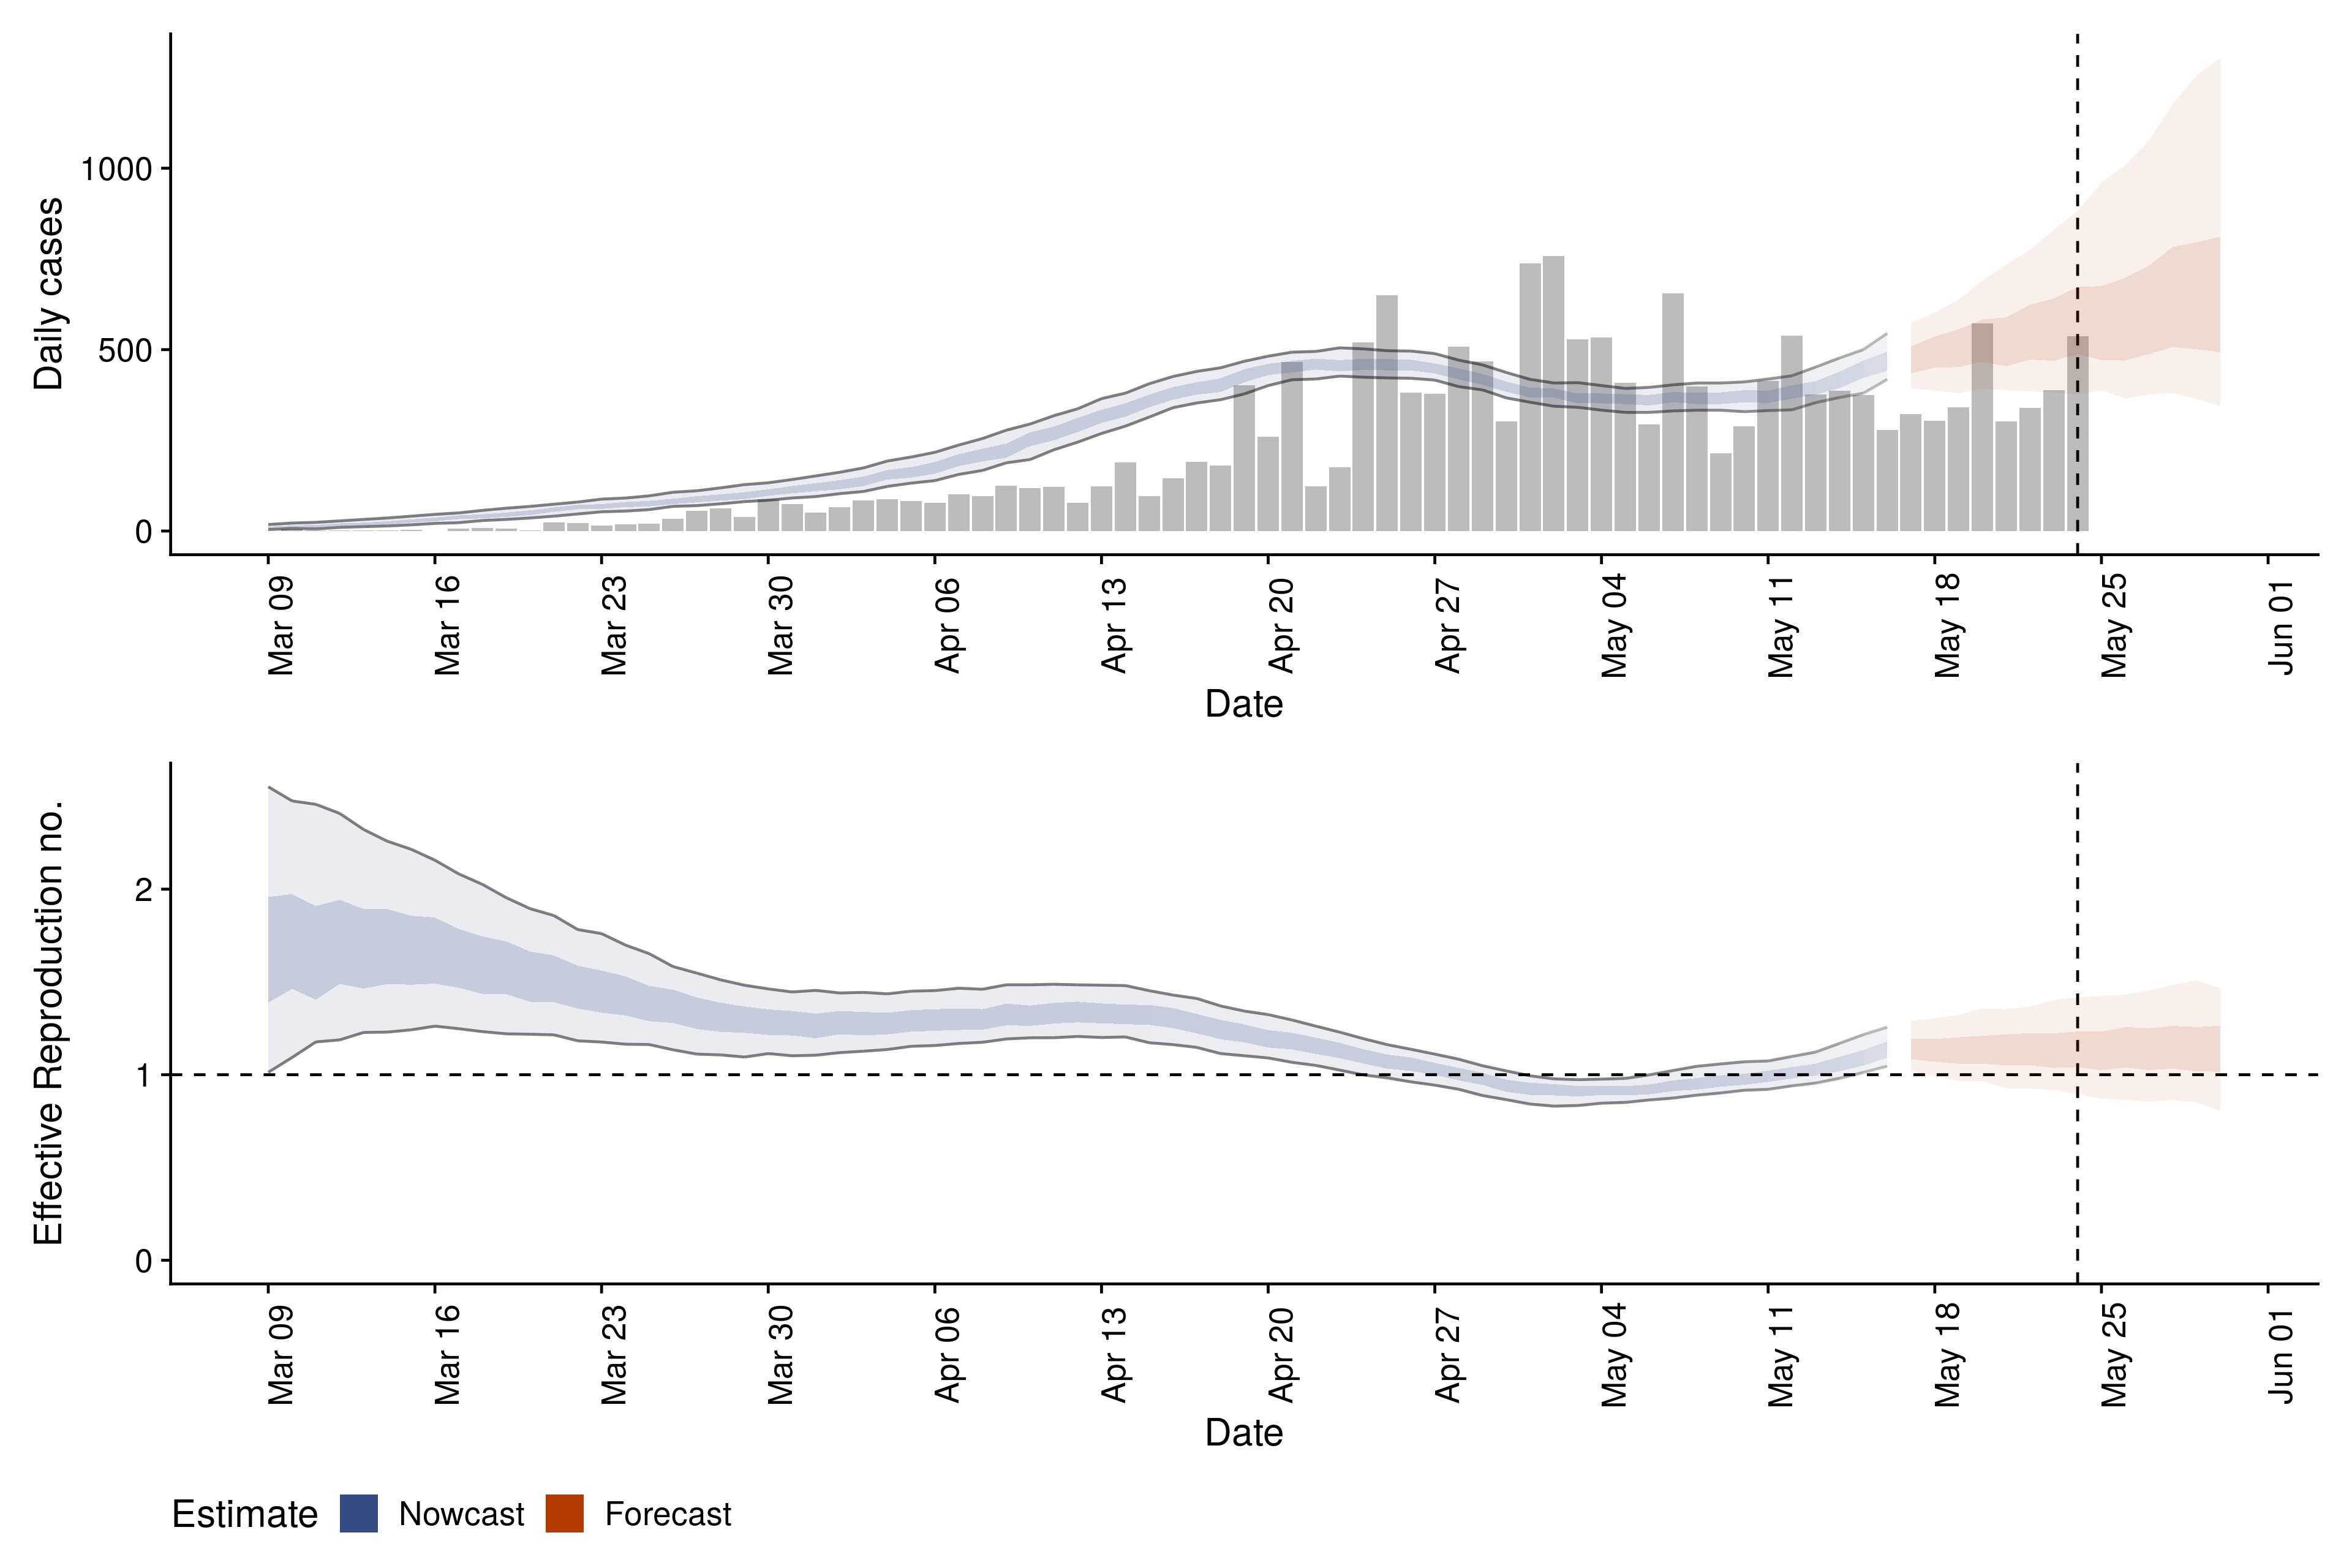 Daily cases
1000
500
0
Mar 09
Mar 16
Mar 23
Mar 30
Apr 06
Apr 13
Apr 20
Apr 27
May 04
May 11
May 18
May 25
Jun 01
Date
Effective Reproduction no.
2
1
0
Mar 09
Mar 16
Mar 23
Mar 30
Apr 06
Apr 13
Apr 20
Apr 27
May 04
May 11
May 18
May 25
Jun 01
Date
Estimate Nowcast Forecast